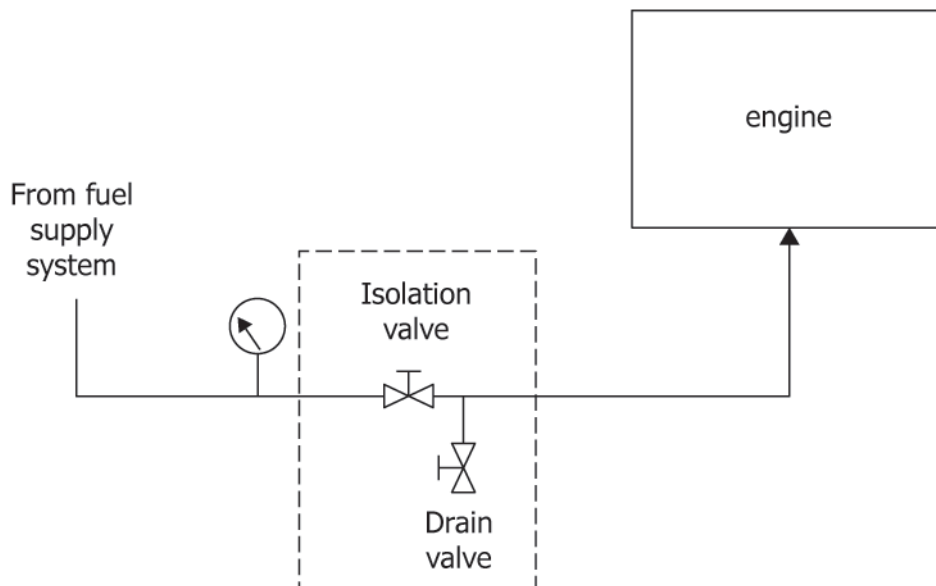 engine
From fuel
supply
system
Isolation
valve
Drain
valve